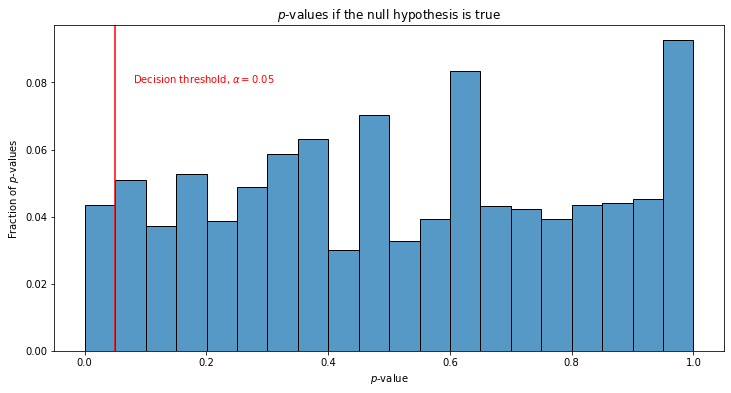 p-values if the null hypothesis is true
Decision threshold, α = 0.05
Fraction of p-values
0.08
0.06
0.04
0.02
0.00
0.0 0.2 0.4 0.6 0.8 1.0
p-value